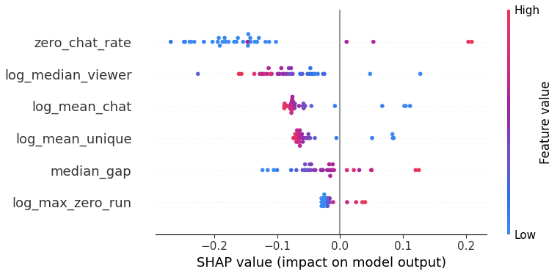 High
zero_chat_rate
log_median_viewer
log_mean_chat
log_mean_unique
median_gap
log_max_zero_run
Feature value
Low
−0.2 −0.1 0.0 0.1 0.2
SHAP value (impact on model output)